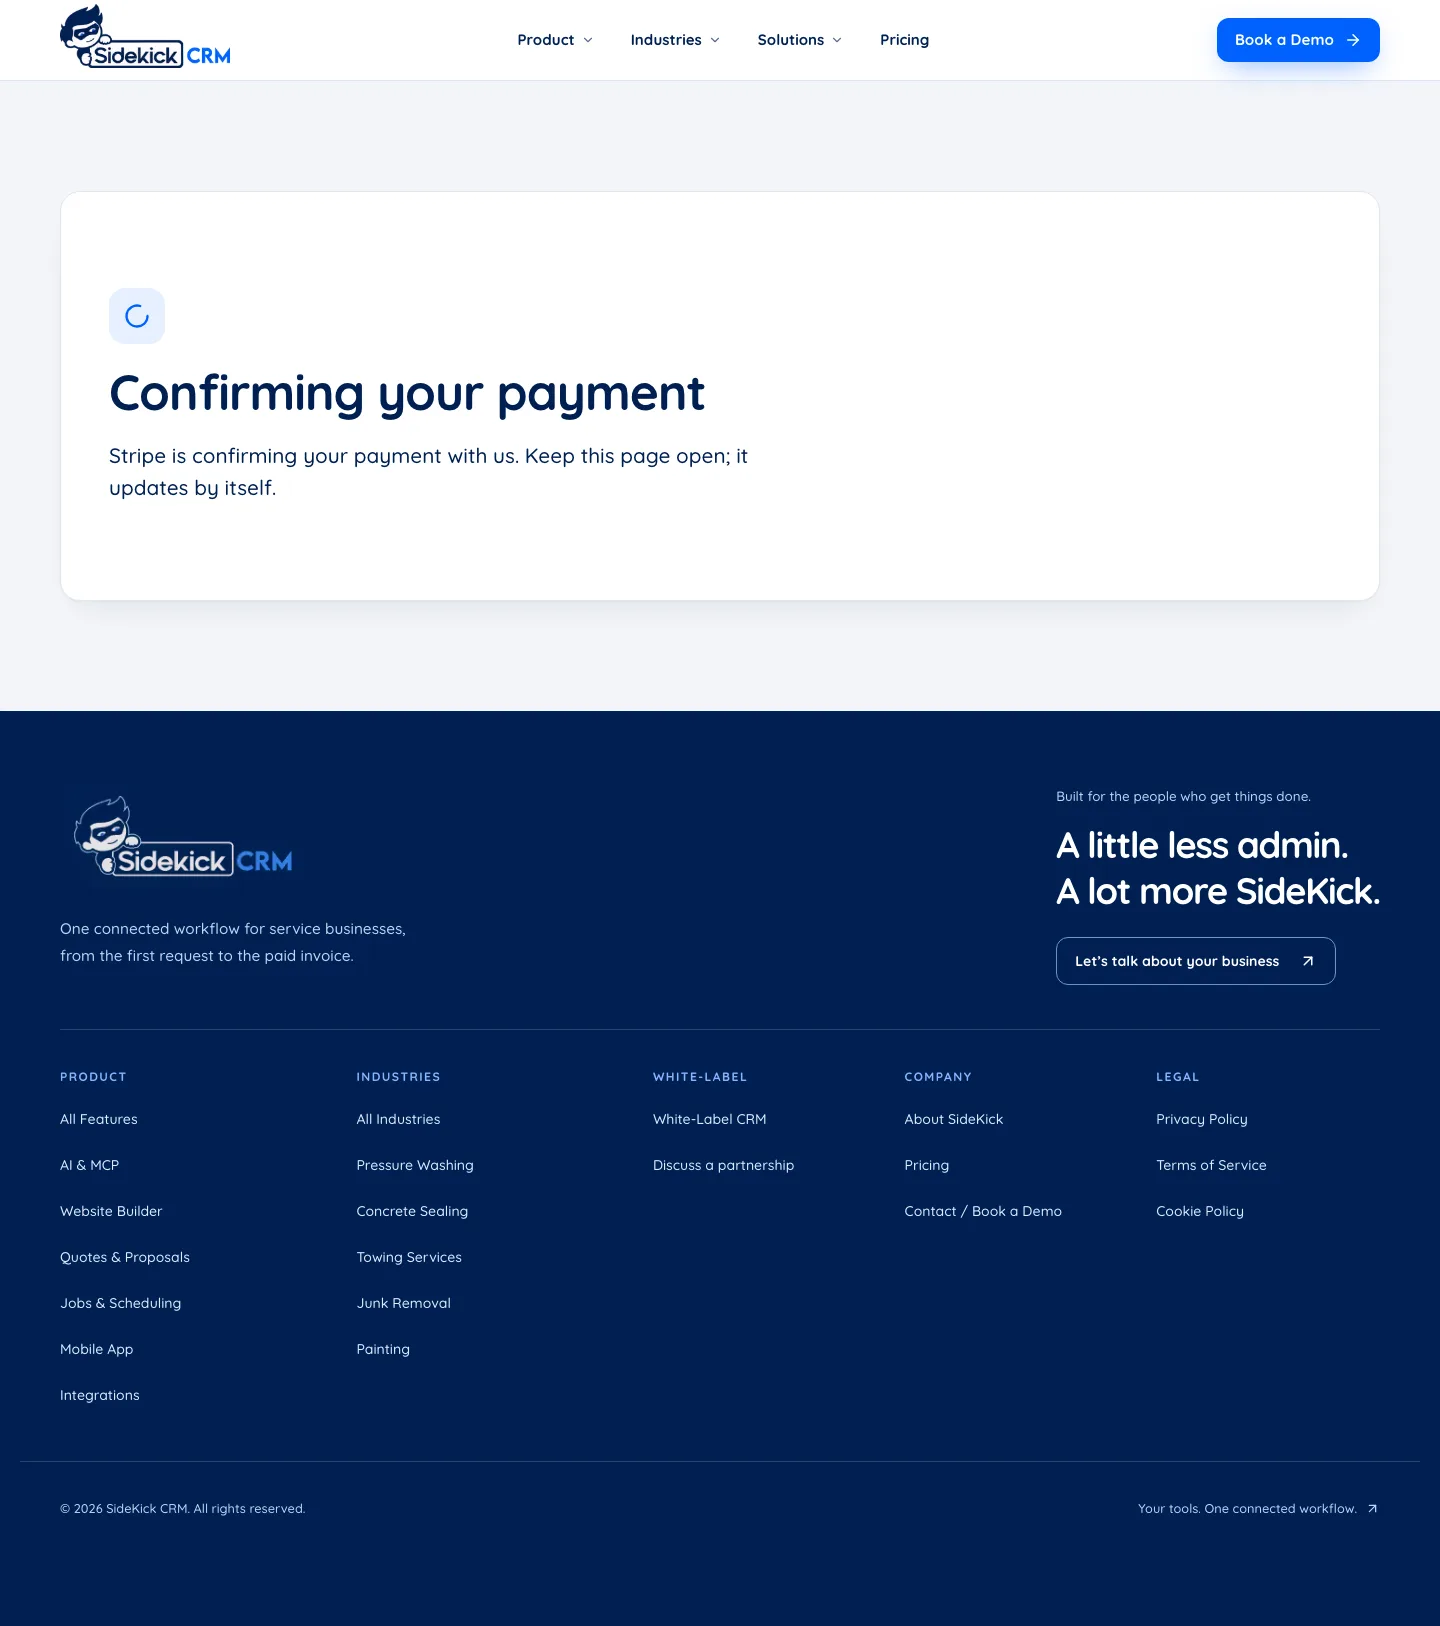 Sidekick CRM
Product
Industries
Solutions
Pricing
Book a Demo
Confirming your payment
Stripe is confirming your payment with us. Keep this page open; it
updates by itself.
Sidekick CRM
One connected workflow for service businesses,
from the first request to the paid invoice.
Built for the people who get things done.
A little less admin.
A lot more SideKick.
Let’s talk about your business
PRODUCT
All Features
AI & MCP
Website Builder
Quotes & Proposals
Jobs & Scheduling
Mobile App
Integrations
INDUSTRIES
All Industries
Pressure Washing
Concrete Sealing
Towing Services
Junk Removal
Painting
WHITE-LABEL
White-Label CRM
Discuss a partnership
COMPANY
About SideKick
Pricing
Contact / Book a Demo
LEGAL
Privacy Policy
Terms of Service
Cookie Policy
© 2026 SideKick CRM. All rights reserved.
Your tools. One connected workflow.